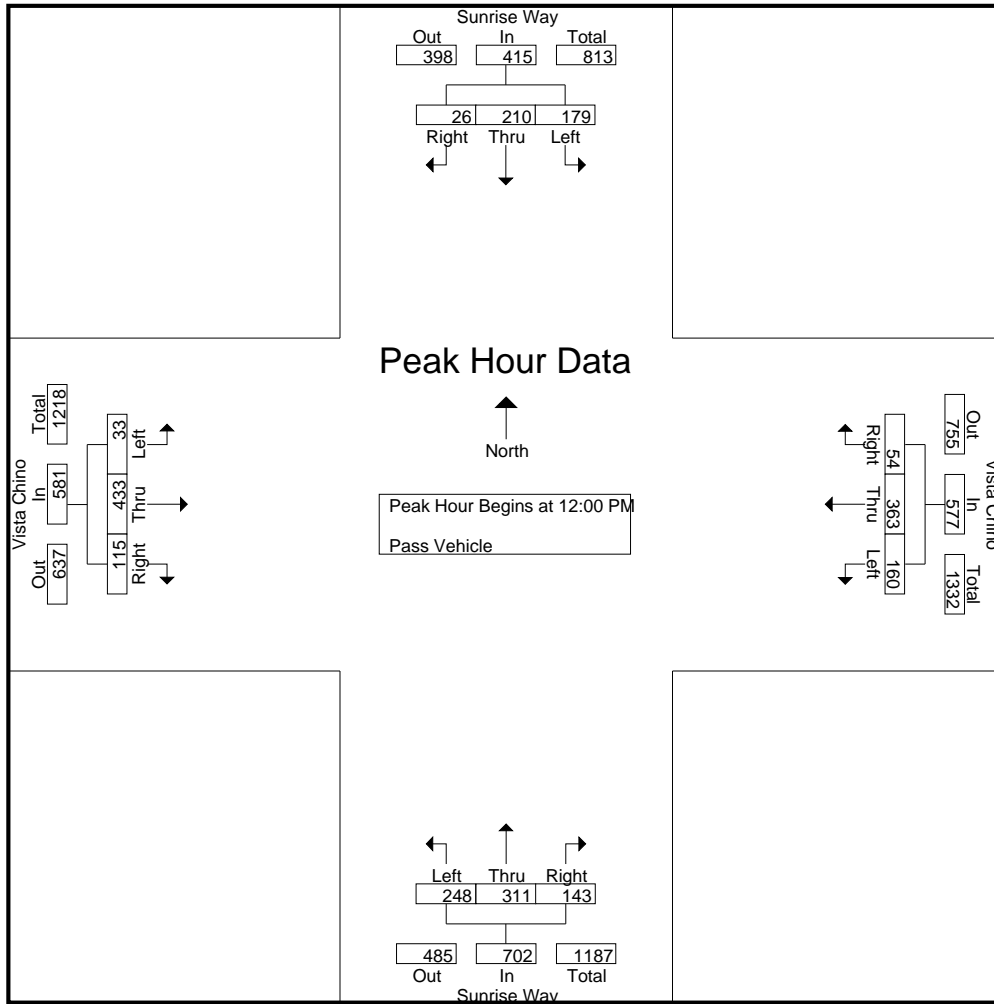 Sunrise Way
Out In Total
398 415 813
26 210 179
Right Thru Left
Peak Hour Data
North
Peak Hour Begins at 12:00 PM
Pass Vehicle
Vista Chino
Total In Out
1218 581 637
33 433 115
Left Thru Right
Vista Chino
Out In Total
755 577 1332
54 363 160
Right Thru Left
Left Thru Right
248 311 143
485 702 1187
Out In Total
Sunrise Way